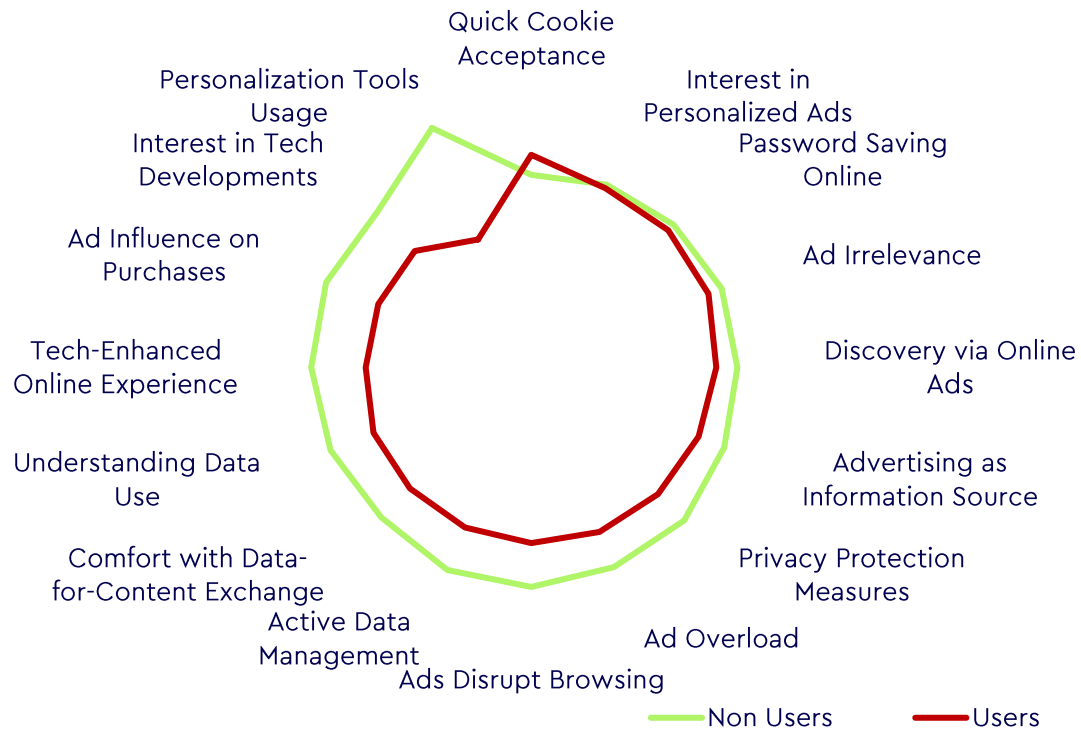 Quick Cookie
Acceptance
Interest in
Personalized Ads
Password Saving
Online
Ad Irrelevance
Discovery via Online
Ads
Advertising as
Information Source
Privacy Protection
Measures
Ad Overload
Ads Disrupt Browsing
Active Data
Management
Comfort with Data-
for-Content Exchange
Understanding Data
Use
Tech-Enhanced
Online Experience
Ad Influence on
Purchases
Interest in Tech
Developments
Personalization Tools
Usage
Non Users
Users